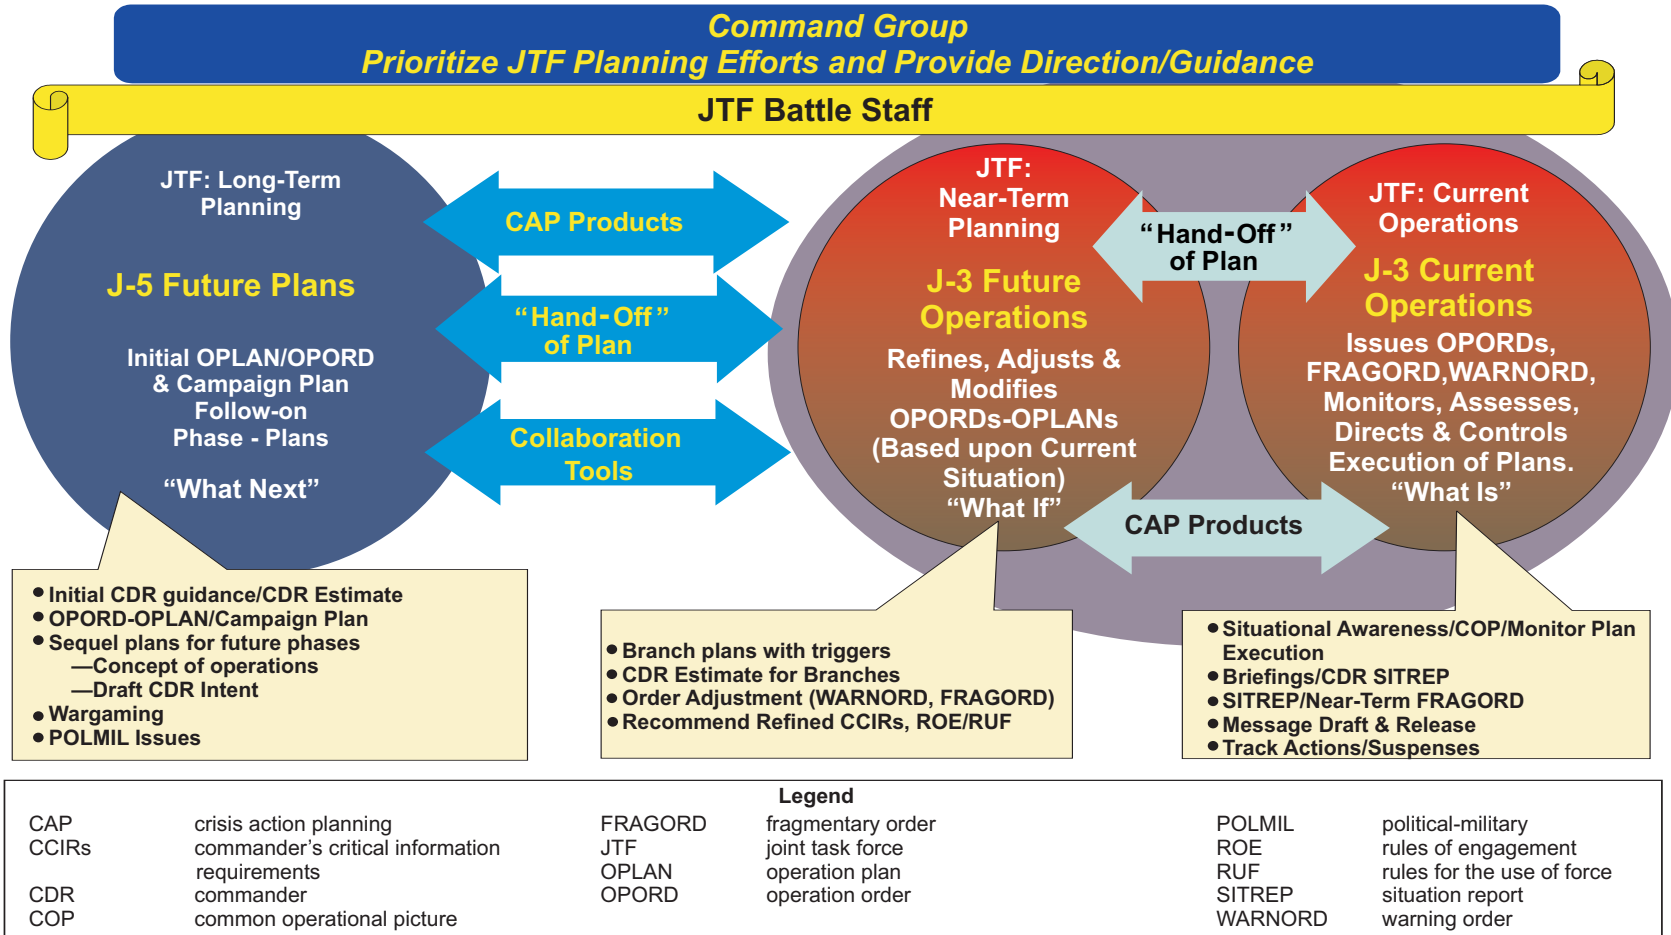 Command Group
Prioritize JTF Planning Efforts and Provide Direction/Guidance
JTF Battle Staff
JTF: Long-Term
Planning
J-5 Future Plans
Initial OPLAN/OPORD
& Campaign Plan
Follow-on
Phase - Plans
“What Next”
CAP Products
“Hand-Off”
of Plan
Collaboration
Tools
JTF:
Near-Term
Planning
J-3 Future
Operations
Refines, Adjusts &
Modifies
OPORDs-OPLANs
(Based upon Current
Situation)
“What If”
“Hand-Off”
of Plan
CAP Products
JTF: Current
Operations
J-3 Current
Operations
Issues OPORDs,
FRAGORD,WARNORD,
Monitors, Assesses,
Directs & Controls
Execution of Plans.
“What Is”
• Initial CDR guidance/CDR Estimate
• OPORD-OPLAN/Campaign Plan
• Sequel plans for future phases
—Concept of operations
—Draft CDR Intent
• Wargaming
• POLMIL Issues
• Branch plans with triggers
• CDR Estimate for Branches
• Order Adjustment (WARNORD, FRAGORD)
• Recommend Refined CCIRs, ROE/RUF
• Situational Awareness/COP/Monitor Plan
Execution
• Briefings/CDR SITREP
• SITREP/Near-Term FRAGORD
• Message Draft & Release
• Track Actions/Suspenses
Legend
CAP crisis action planning
CCIRs commander’s critical information
requirements
CDR commander
COP common operational picture
FRAGORD fragmentary order
JTF joint task force
OPLAN operation plan
OPORD operation order
POLMIL political-military
ROE rules of engagement
RUF rules for the use of force
SITREP situation report
WARNORD warning order